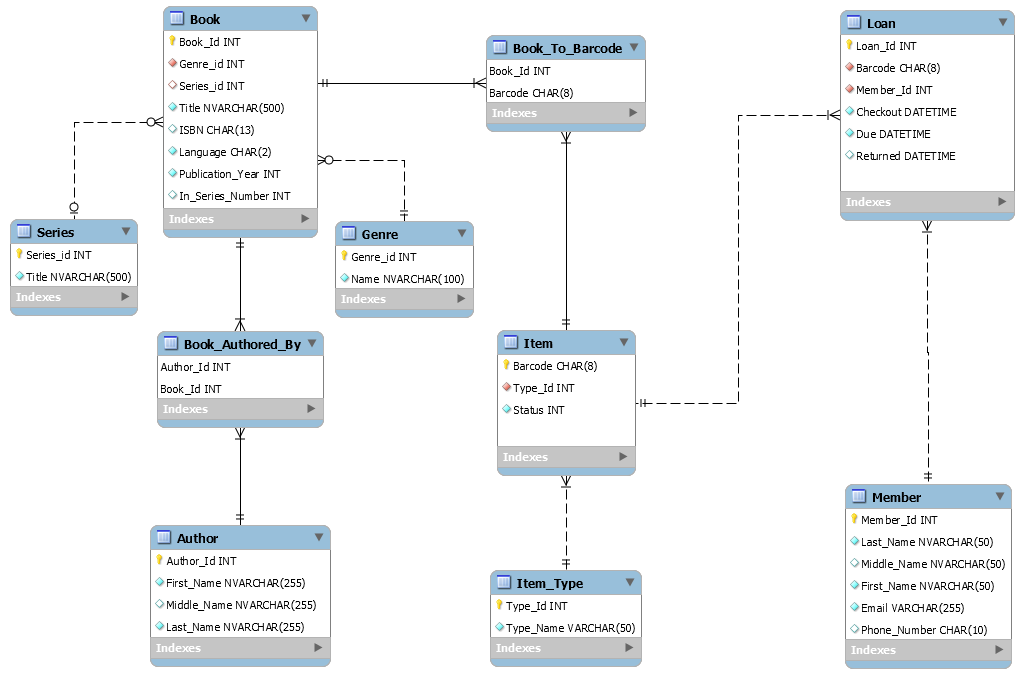 Book
Book_Id INT
Genre_id INT
Series_id INT
Title NVARCHAR(500)
ISBN CHAR(13)
Language CHAR(2)
Publication_Year INT
In_Series_Number INT
Indexes
Book_To_Barcode
Book_Id INT
Barcode CHAR(8)
Indexes
Loan
Loan_Id INT
Barcode CHAR(8)
Member_Id INT
Checkout DATETIME
Due DATETIME
Returned DATETIME
Indexes
Series
Series_id INT
Title NVARCHAR(500)
Indexes
Genre
Genre_id INT
Name NVARCHAR(100)
Indexes
Book_Authored_By
Author_Id INT
Book_Id INT
Indexes
Item
Barcode CHAR(8)
Type_Id INT
Status INT
Indexes
Author
Author_Id INT
First_Name NVARCHAR(255)
Middle_Name NVARCHAR(255)
Last_Name NVARCHAR(255)
Indexes
Item_Type
Type_Id INT
Type_Name VARCHAR(50)
Indexes
Member
Member_Id INT
Last_Name NVARCHAR(50)
Middle_Name NVARCHAR(50)
First_Name NVARCHAR(50)
Email VARCHAR(255)
Phone_Number CHAR(10)
Indexes